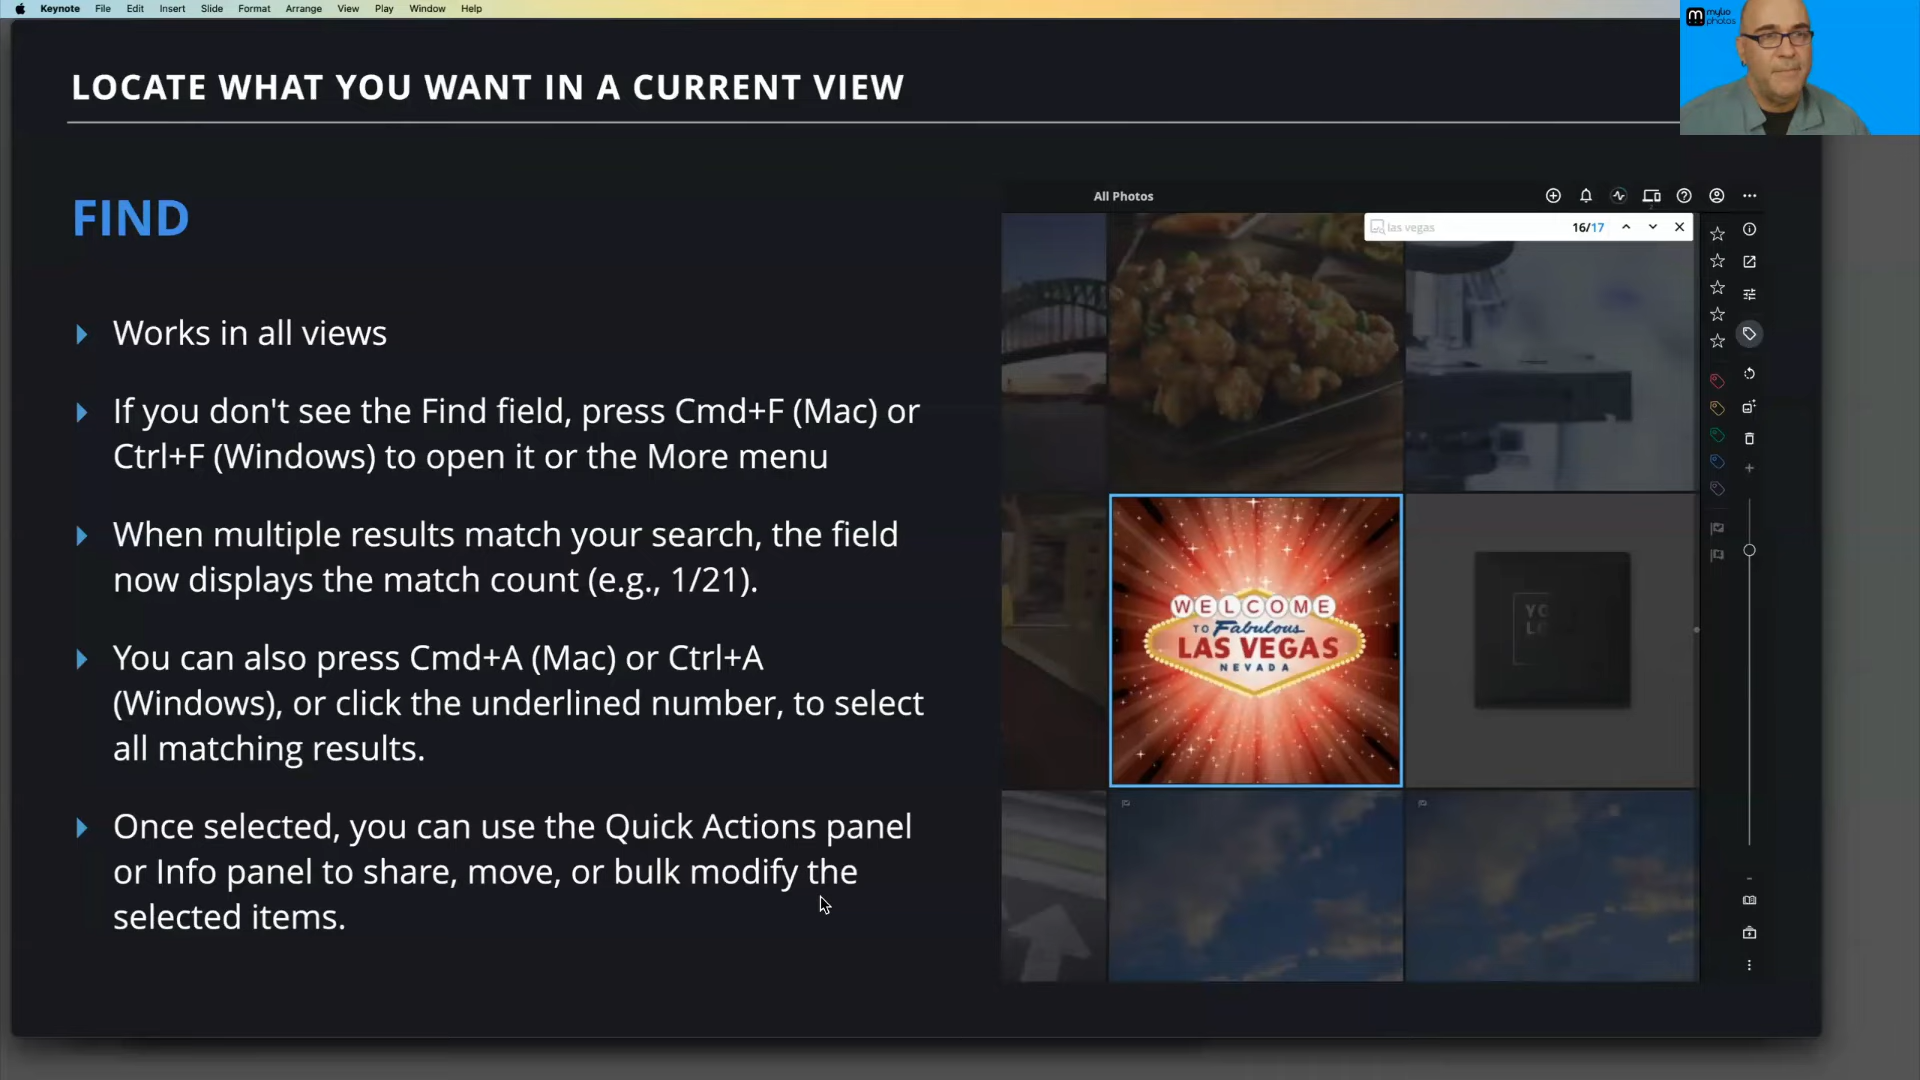 Keynote File Edit Insert Slide Format Arrange View Play Window Help
mylio
photos
LOCATE WHAT YOU WANT IN A CURRENT VIEW
FIND
Works in all views
If you don't see the Find field, press Cmd+F (Mac) or
Ctrl+F (Windows) to open it or the More menu
When multiple results match your search, the field
now displays the match count (e.g., 1/21).
You can also press Cmd+A (Mac) or Ctrl+A
(Windows), or click the underlined number, to select
all matching results.
Once selected, you can use the Quick Actions panel
or Info panel to share, move, or bulk modify the
selected items.
All Photos
las vegas 16/17
WELCOME
TO Fabulous
LAS VEGAS
NEVADA